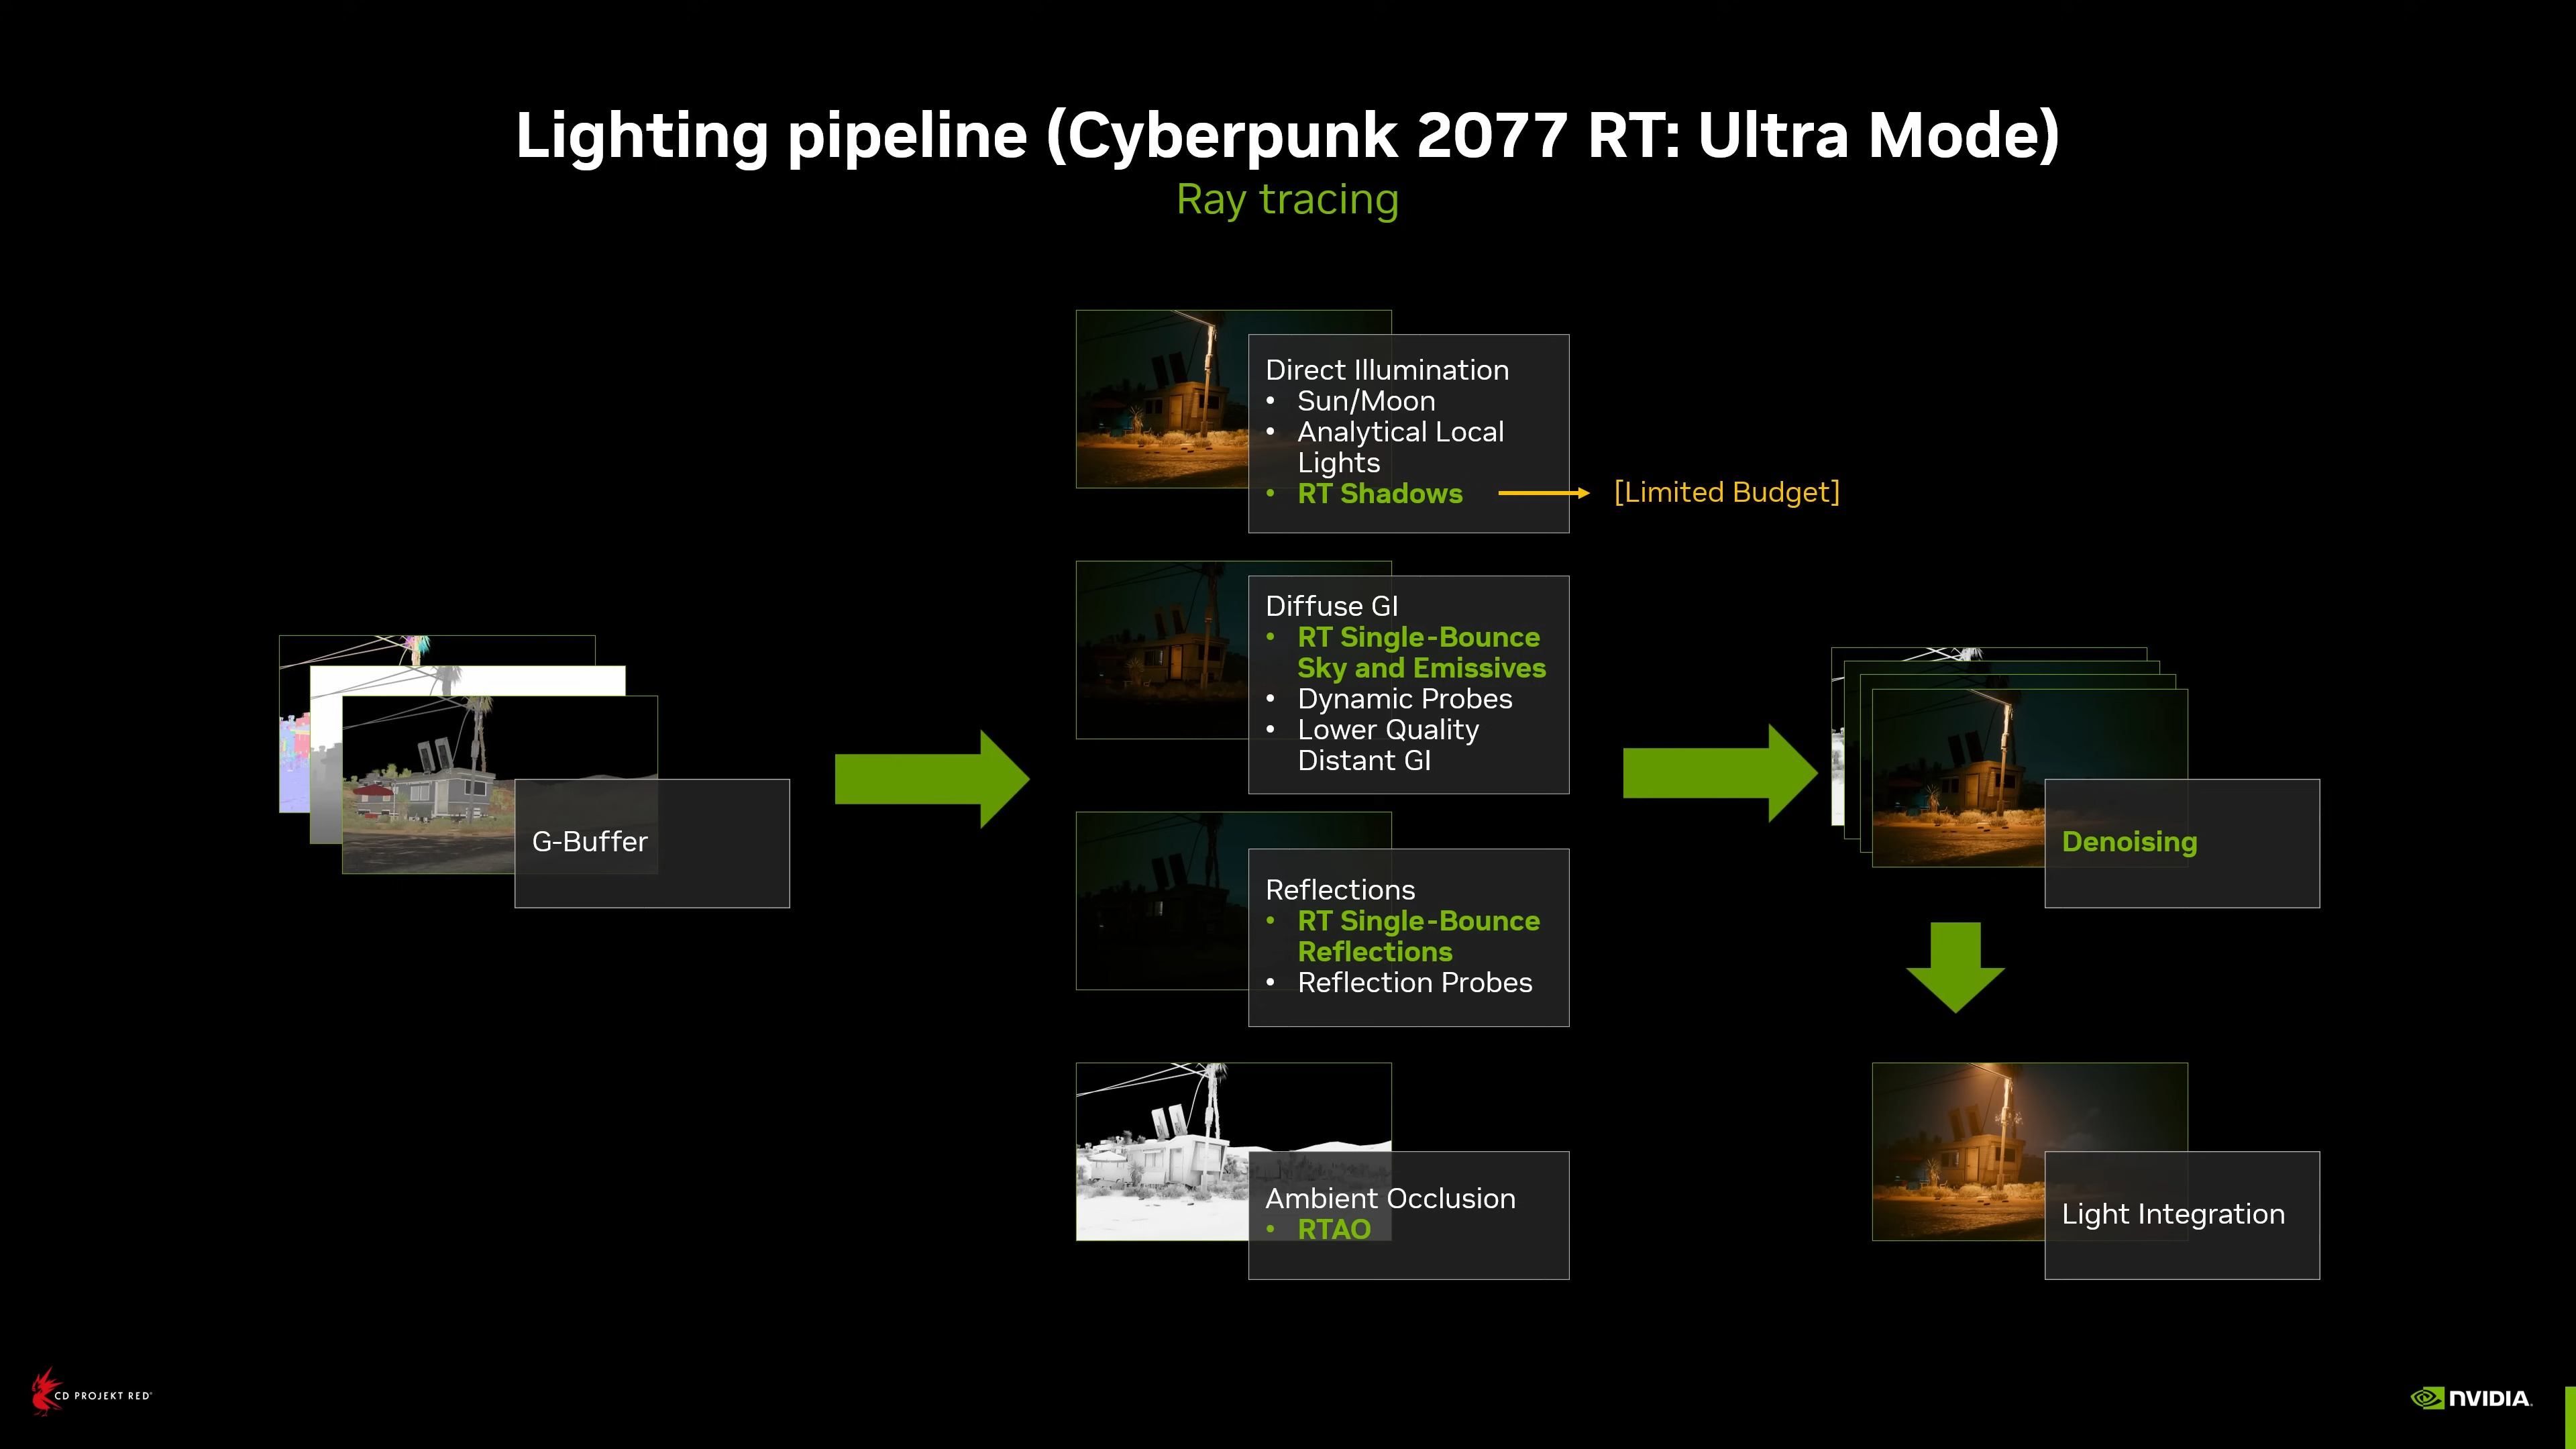 Lighting pipeline (Cyberpunk 2077 RT: Ultra Mode)
Ray tracing
G-Buffer
Direct Illumination
• Sun/Moon
• Analytical Local
Lights
• RT Shadows
[Limited Budget]
Diffuse GI
• RT Single-Bounce
Sky and Emissives
• Dynamic Probes
• Lower Quality
Distant GI
Reflections
• RT Single-Bounce
Reflections
• Reflection Probes
Ambient Occlusion
• RTAO
Denoising
Light Integration
CD PROJEKT RED®
NVIDIA.